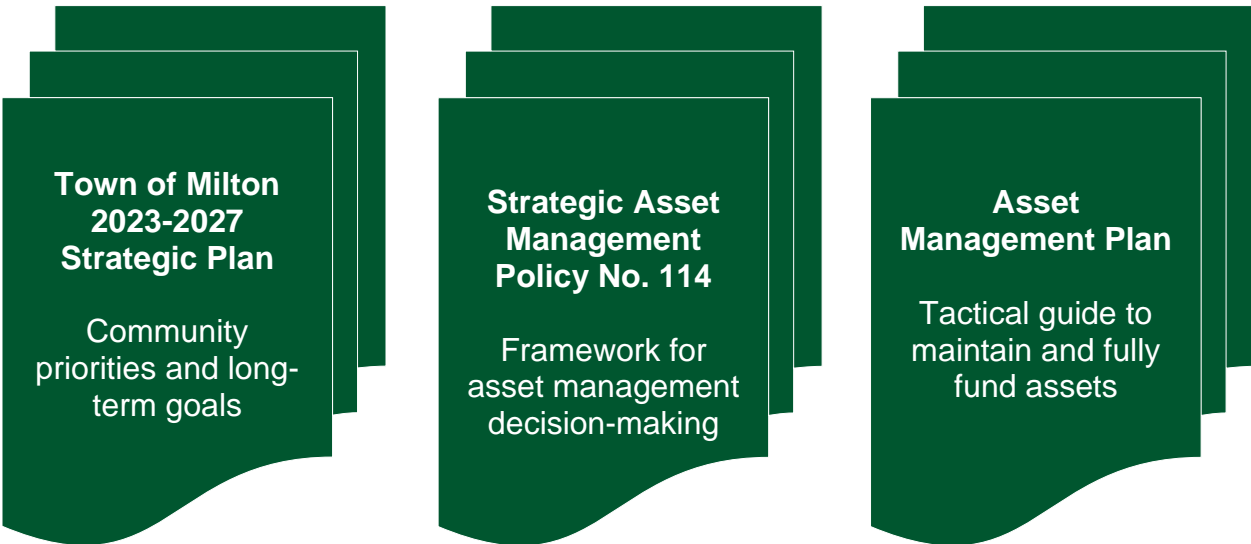 Town of Milton
2023-2027
Strategic Plan
Community
priorities and long-
term goals
Strategic Asset
Management
Policy No. 114
Framework for
asset management
decision-making
Asset
Management Plan
Tactical guide to
maintain and fully
fund assets